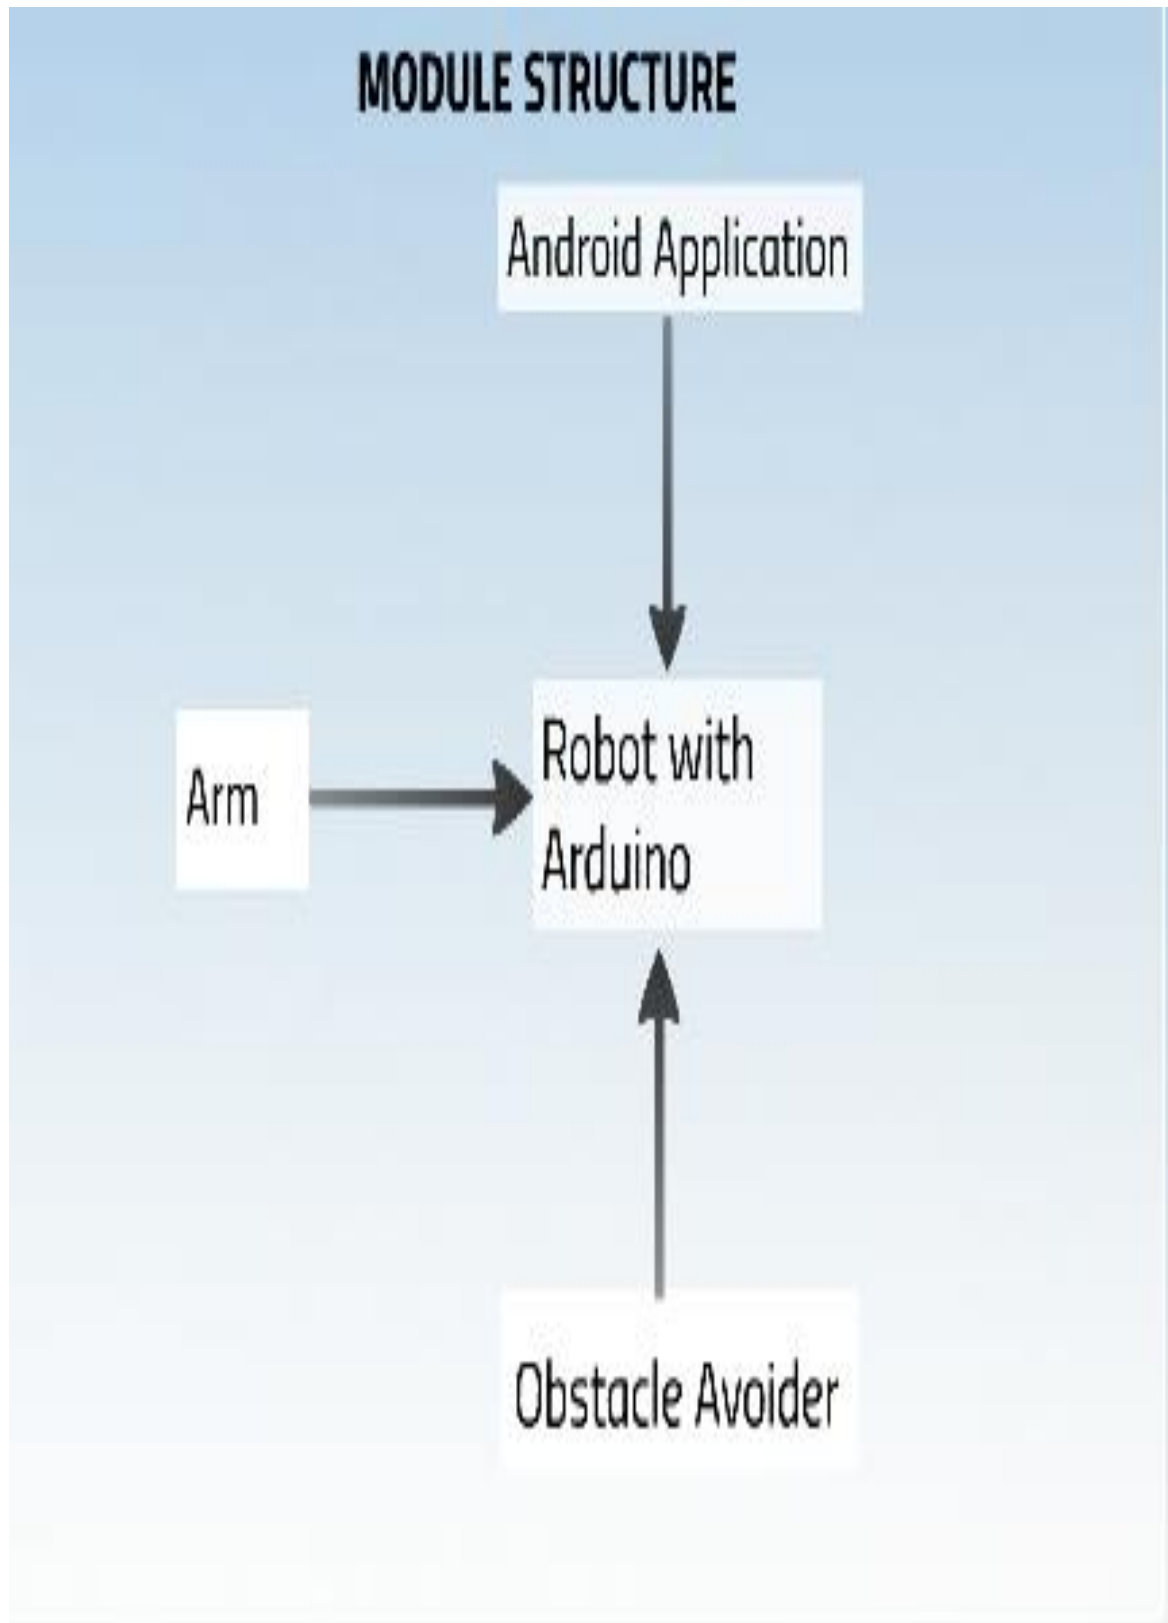 MODULE STRUCTURE
Android Application
Arm
Robot with
Arduino
Obstacle Avoider